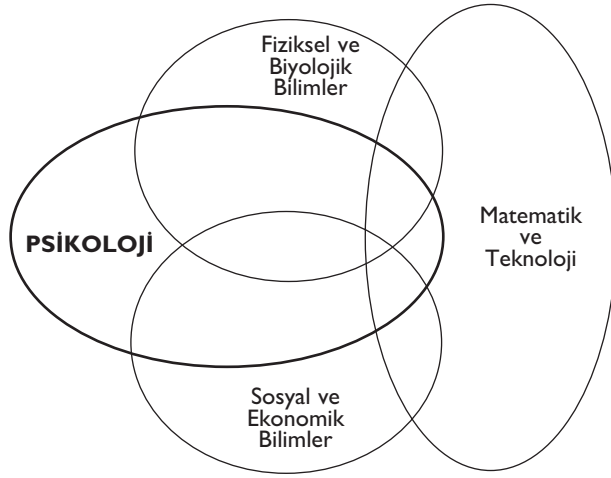 Fiziksel ve
Biyolojik
Bilimler
PSİKOLOJİ
Matematik
ve
Teknoloji
Sosyal ve
Ekonomik
Bilimler